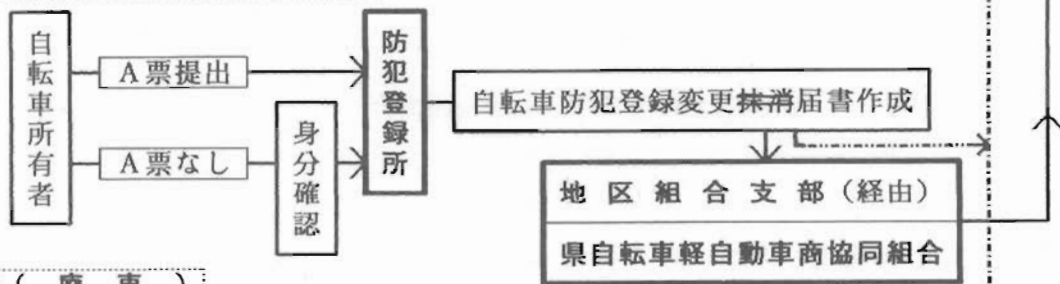 自転車所有者
A票提出
A票なし
身分確認
防犯登録所
自転車防犯登録変更抹消届書作成
地区組合支部（経由）
県自転車軽自動車商協同組合
（廃車）